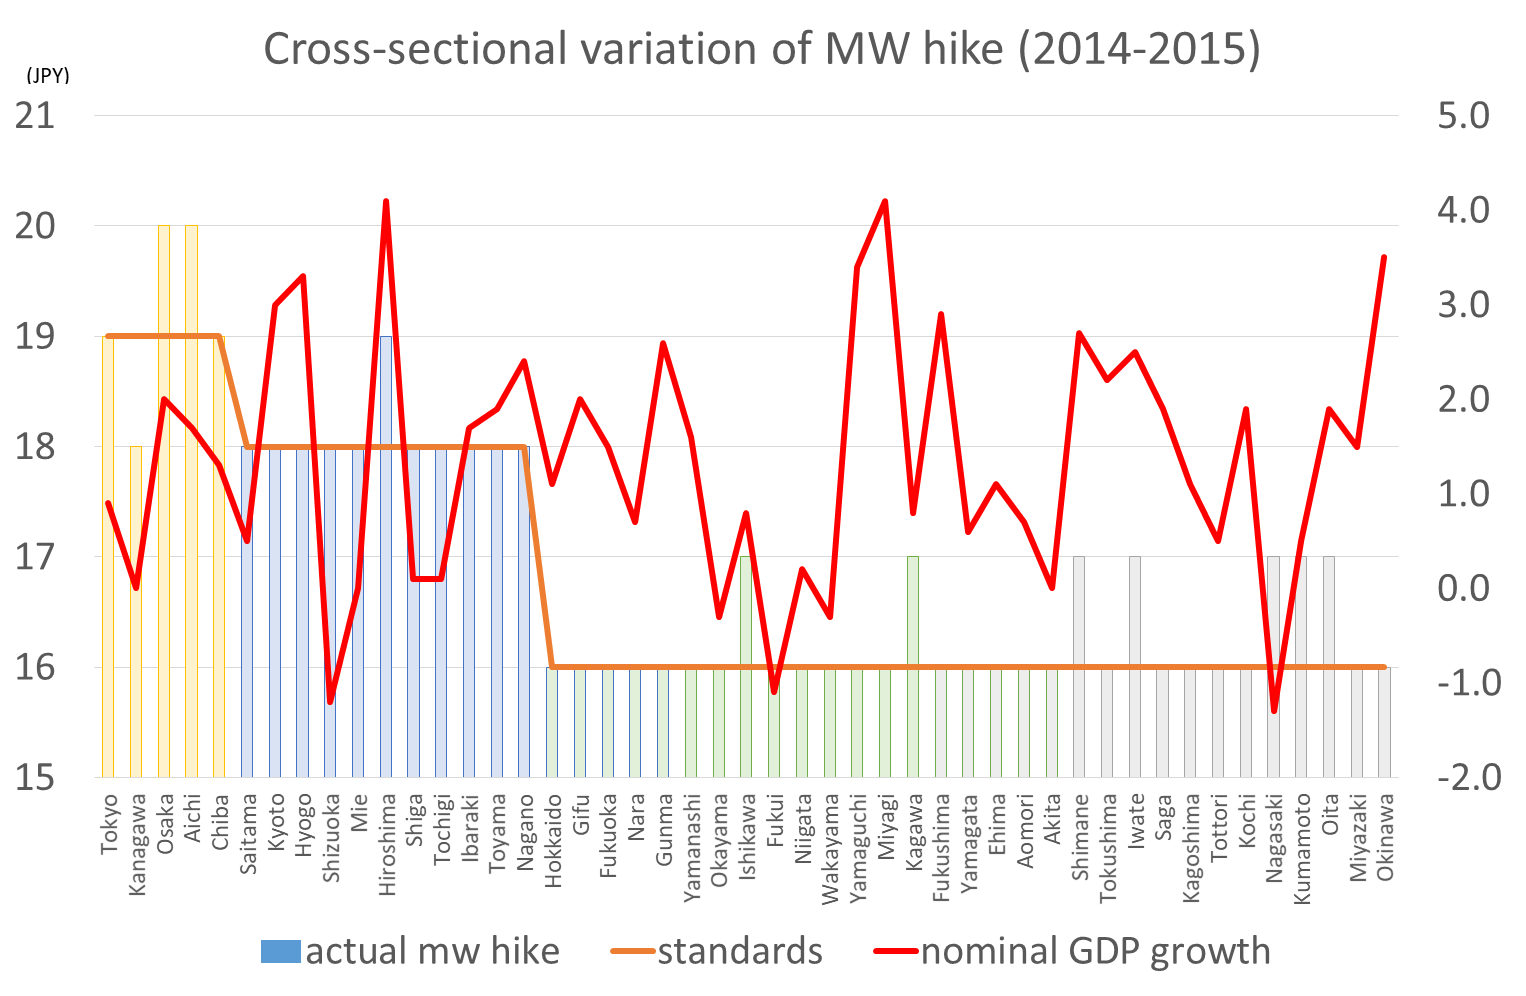 Cross-sectional variation of MW hike (2014-2015)
(JPY)
21
20
19
18
17
16
15
5.0
4.0
3.0
2.0
1.0
0.0
-1.0
-2.0
Tokyo
Kanagawa
Osaka
Aichi
Chiba
Saitama
Kyoto
Hyogo
Shizuoka
Mie
Hiroshima
Shiga
Tochigi
Ibaraki
Toyama
Nagano
Hokkaido
Gifu
Fukuoka
Nara
Gunma
Yamanashi
Okayama
Ishikawa
Fukui
Niigata
Wakayama
Yamaguchi
Miyagi
Kagawa
Fukushima
Yamagata
Ehima
Aomori
Akita
Shimane
Tokushima
Iwate
Saga
Kagoshima
Tottori
Kochi
Nagasaki
Kumamoto
Oita
Miyazaki
Okinawa
actual mw hike
standards
nominal GDP growth